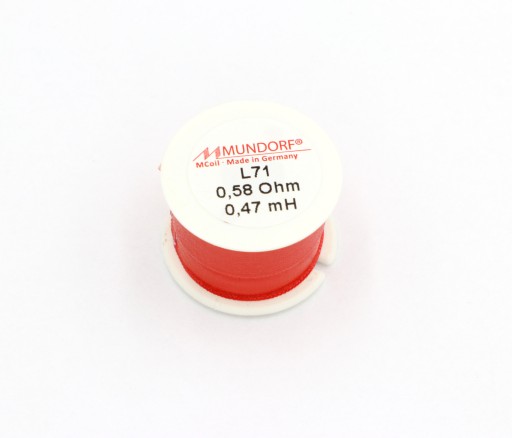 MUNDORF®
MCoil · Made in Germany
L71
0,58 Ohm
0,47 mH